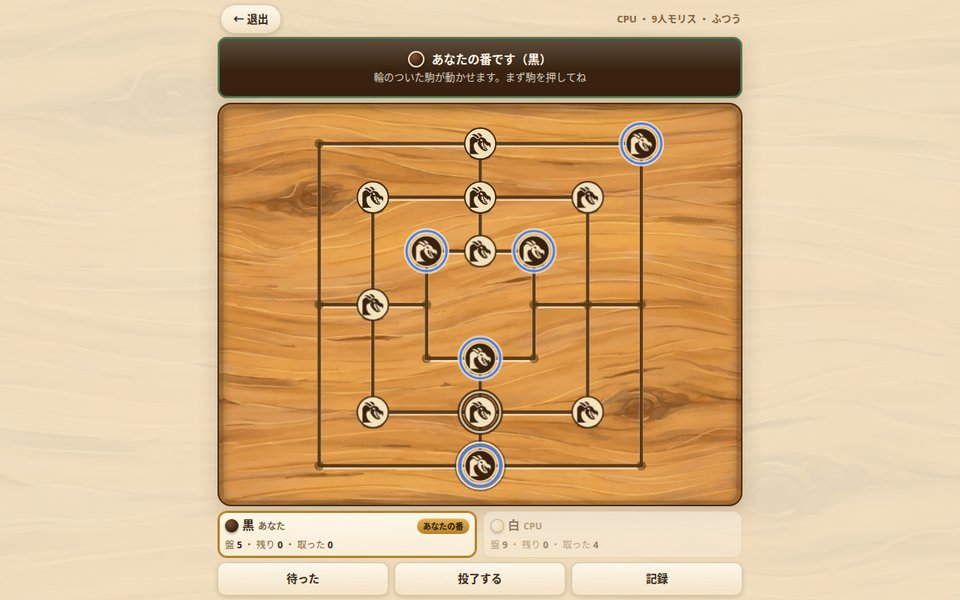 ← 退出
CPU ・ 9人モリス ・ ふつう
あなたの番です（黒）
輪のついた駒が動かせます。まず駒を押してね
黒 あなた
あなたの番
盤 5 ・ 残り 0 ・ 取った 0
白 CPU
盤 9 ・ 残り 0 ・ 取った 4
待った
投了する
記録